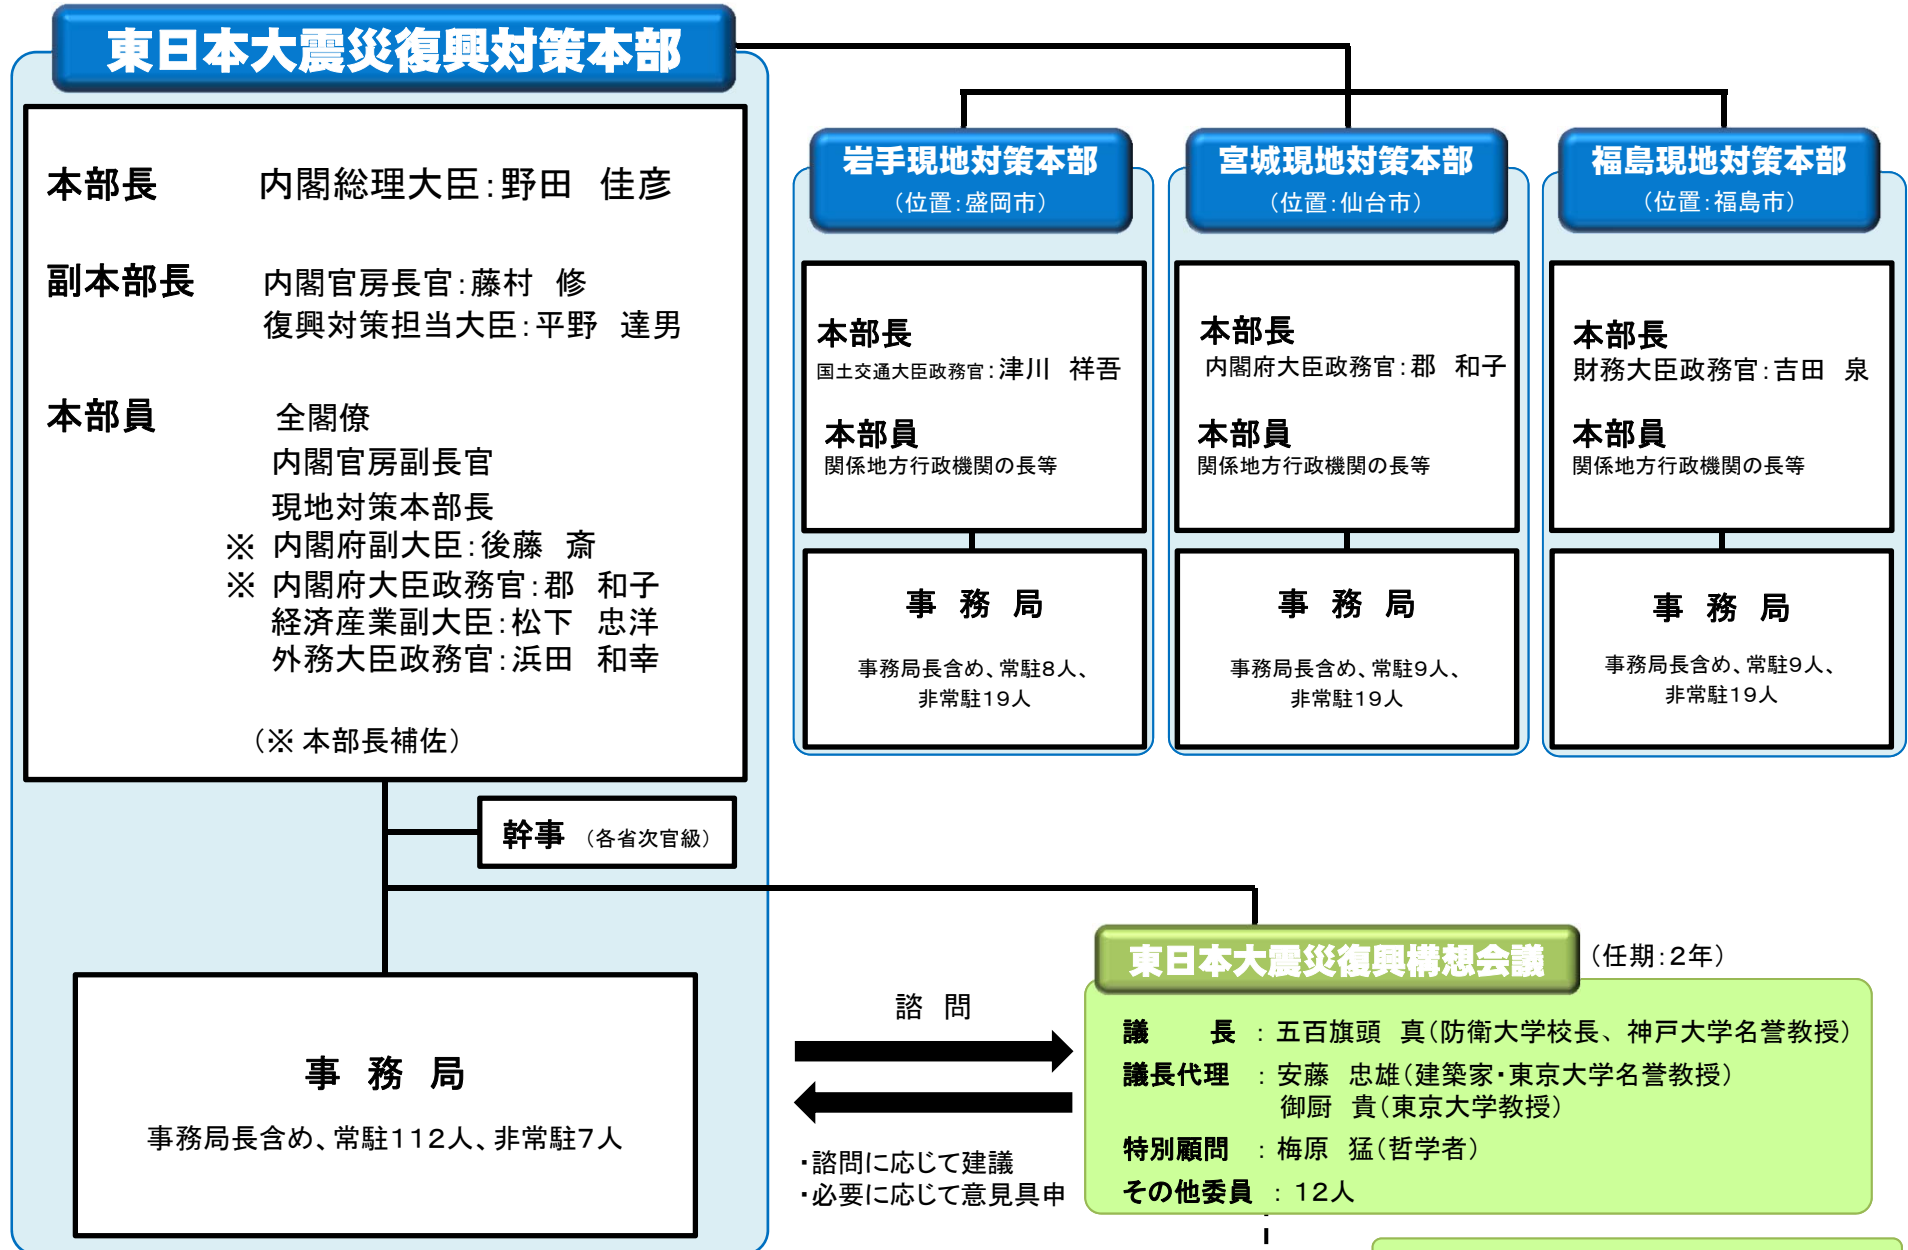 東日本大震災復興対策本部
本部長 内閣総理大臣:野田 佳彦
副本部長 内閣官房長官:藤村 修
復興対策担当大臣:平野 達男
本部員 全閣僚
内閣官房副長官
現地対策本部長
※ 内閣府副大臣:後藤 斎
※ 内閣府大臣政務官:郡 和子
経済産業副大臣:松下 忠洋
外務大臣政務官:浜田 和幸
(※ 本部長補佐)
幹事 (各省次官級)
事 務 局
事務局長含め、常駐112人、非常駐7人
岩手現地対策本部
(位置:盛岡市)
本部長
国土交通大臣政務官:津川 祥吾
本部員
関係地方行政機関の長等
事 務 局
事務局長含め、常駐8人、
非常駐19人
宮城現地対策本部
(位置:仙台市)
本部長
内閣府大臣政務官:郡 和子
本部員
関係地方行政機関の長等
事 務 局
事務局長含め、常駐9人、
非常駐19人
福島現地対策本部
(位置:福島市)
本部長
財務大臣政務官:吉田 泉
本部員
関係地方行政機関の長等
事 務 局
事務局長含め、常駐9人、
非常駐19人
諮 問
・諮問に応じて建議
・必要に応じて意見具申
東日本大震災復興構想会議 (任期:2年)
議 長 : 五百旗頭 真(防衛大学校長、神戸大学名誉教授)
議長代理 : 安藤 忠雄(建築家・東京大学名誉教授)
御厨 貴(東京大学教授)
特別顧問 : 梅原 猛(哲学者)
その他委員 : 12人